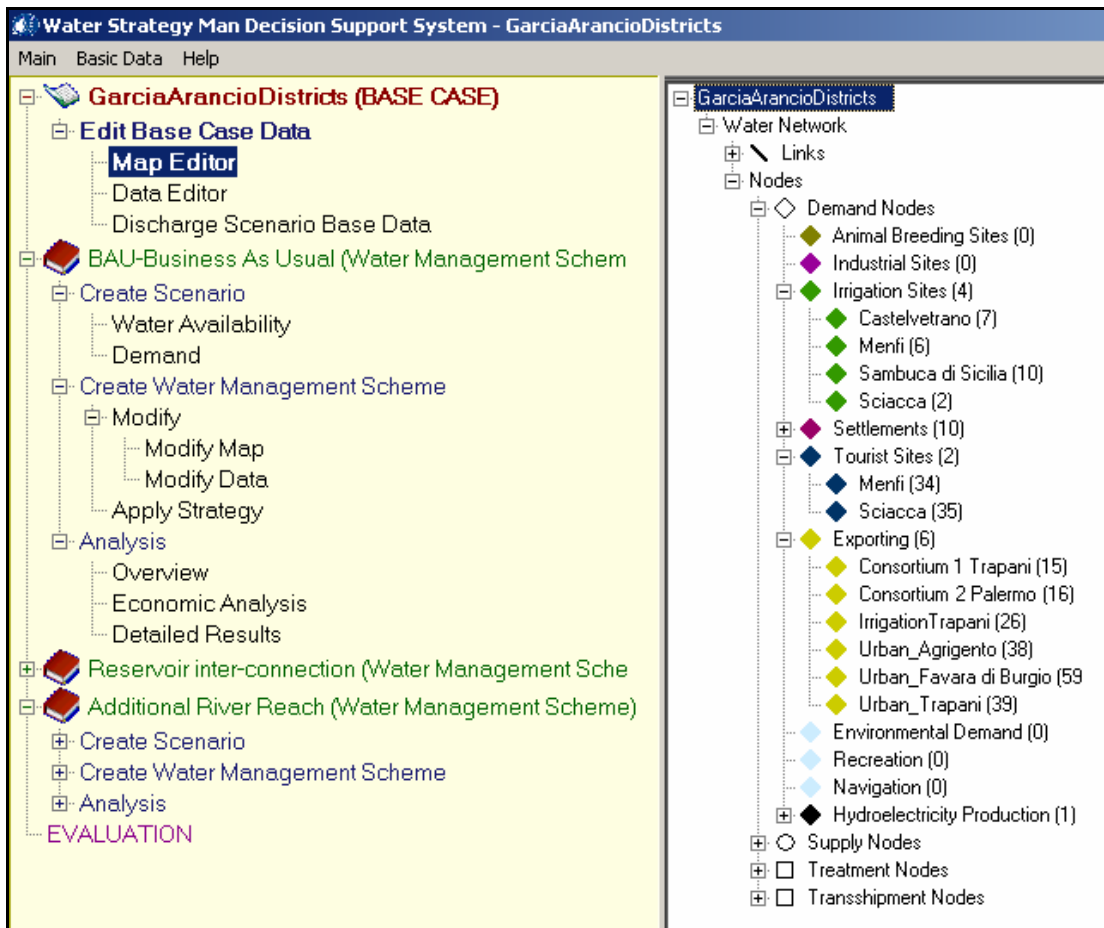 Water Strategy Man Decision Support System - GarciaArancioDistricts
Main Basic Data Help
GarciaArancioDistricts (BASE CASE)
Edit Base Case Data
Map Editor
Data Editor
Discharge Scenario Base Data
BAU-Business As Usual (Water Management Schem
Create Scenario
Water Availability
Demand
Create Water Management Scheme
Modify
Modify Map
Modify Data
Apply Strategy
Analysis
Overview
Economic Analysis
Detailed Results
Reservoir inter-connection (Water Management Sche
Additional River Reach (Water Management Scheme)
Create Scenario
Create Water Management Scheme
Analysis
EVALUATION
GarciaArancioDistricts
Water Network
Links
Nodes
Demand Nodes
Animal Breeding Sites (0)
Industrial Sites (0)
Irrigation Sites (4)
Castelvetrano (7)
Menfi (6)
Sambuca di Sicilia (10)
Sciacca (2)
Settlements (10)
Tourist Sites (2)
Menfi (34)
Sciacca (35)
Exporting (6)
Consortium 1 Trapani (15)
Consortium 2 Palermo (16)
IrrigationTrapani (26)
Urban_Agrigento (38)
Urban_Favara di Burgio (59
Urban_Trapani (39)
Environmental Demand (0)
Recreation (0)
Navigation (0)
Hydroelectricity Production (1)
Supply Nodes
Treatment Nodes
Transshipment Nodes